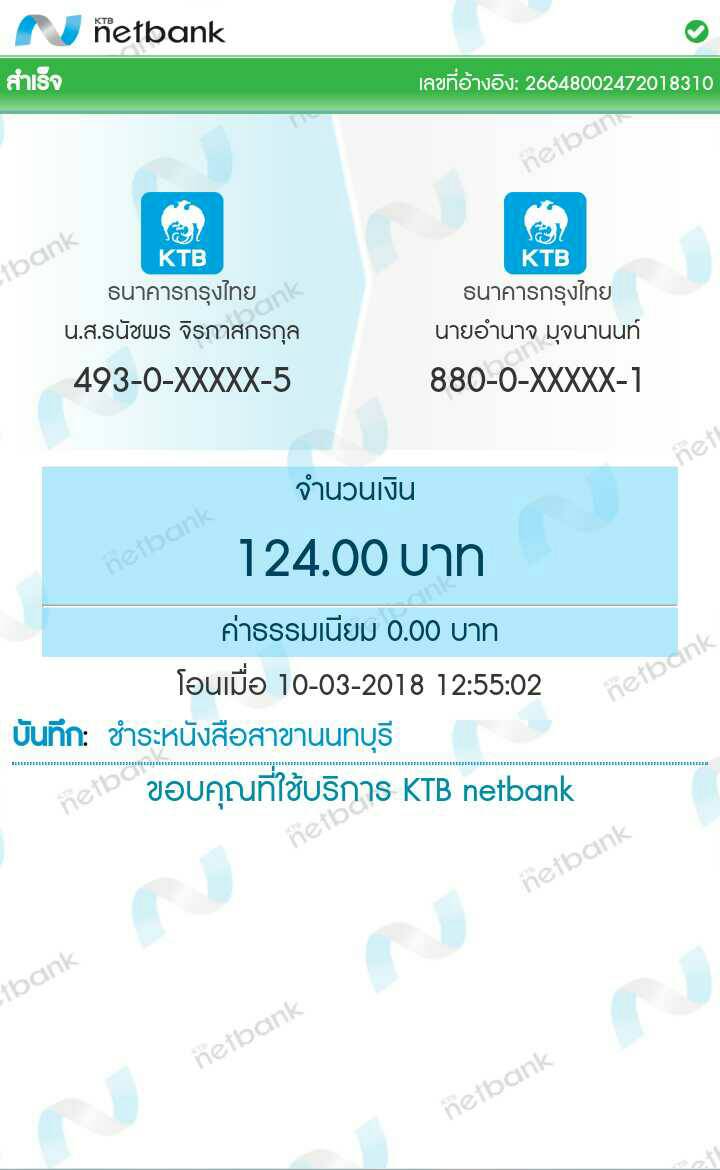 KTB netbank
สำเร็จ
เลขที่อ้างอิง: 26648002472018310
KTB
KTB
ธนาคารกรุงไทย
ธนาคารกรุงไทย
น.ส.ธนัชพร จิรภาสกรกุล
นายอำนาจ มุจนานนท์
493-0-XXXXX-5
880-0-XXXXX-1
จำนวนเงิน
124.00 บาท
ค่าธรรมเนียม 0.00 บาท
โอนเมื่อ 10-03-2018 12:55:02
บันทึก: ชำระหนังสือสาขานนทบุรี
ขอบคุณที่ใช้บริการ KTB netbank